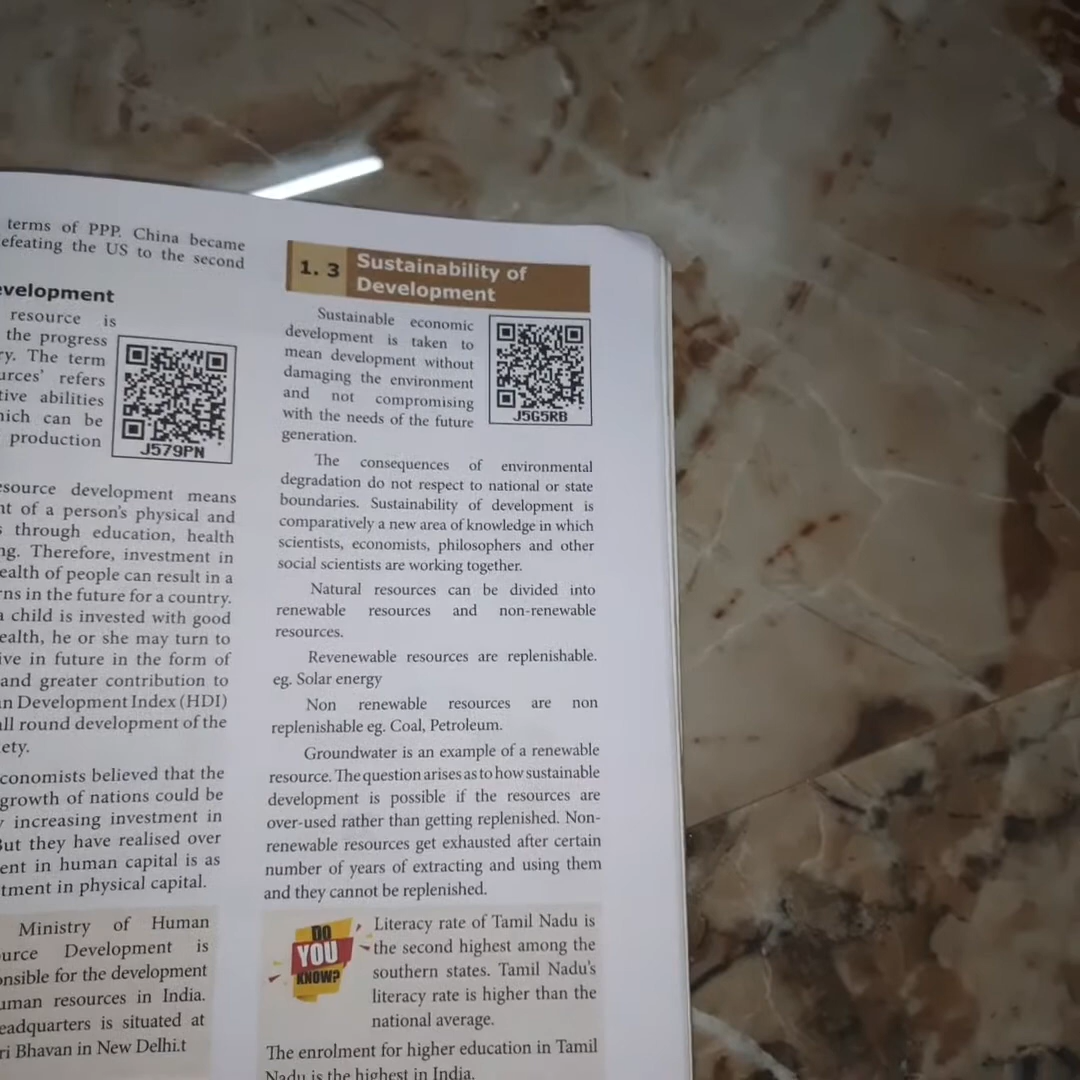 terms of PPP. China became
efeating the US to the second
evelopment
resource is
the progress
ry. The term
urces' refers
tive abilities
hich can be
production
J579PN
esource development means
nt of a person's physical and
s through education, health
ng. Therefore, investment in
ealth of people can result in a
rns in the future for a country.
a child is invested with good
ealth, he or she may turn to
ive in future in the form of
and greater contribution to
n Development Index (HDI)
all round development of the
ety.
conomists believed that the
growth of nations could be
y increasing investment in
But they have realised over
ent in human capital is as
tment in physical capital.
Ministry of Human
urce Development is
onsible for the development
uman resources in India.
eadquarters is situated at
ri Bhavan in New Delhi.t
1. 3 Sustainability of
Development
Sustainable economic
development is taken to
mean development without
damaging the environment
and not compromising
with the needs of the future
generation.
J5G5RB
The consequences of environmental
degradation do not respect to national or state
boundaries. Sustainability of development is
comparatively a new area of knowledge in which
scientists, economists, philosophers and other
social scientists are working together.
Natural resources can be divided into
renewable resources and non-renewable
resources.
Revenewable resources are replenishable.
eg. Solar energy
Non renewable resources are non
replenishable eg. Coal, Petroleum.
Groundwater is an example of a renewable
resource. The question arises as to how sustainable
development is possible if the resources are
over-used rather than getting replenished. Non-
renewable resources get exhausted after certain
number of years of extracting and using them
and they cannot be replenished.
DO
YOU
KNOW?
Literacy rate of Tamil Nadu is
the second highest among the
southern states. Tamil Nadu's
literacy rate is higher than the
national average.
The enrolment for higher education in Tamil
Nadu is the highest in India.